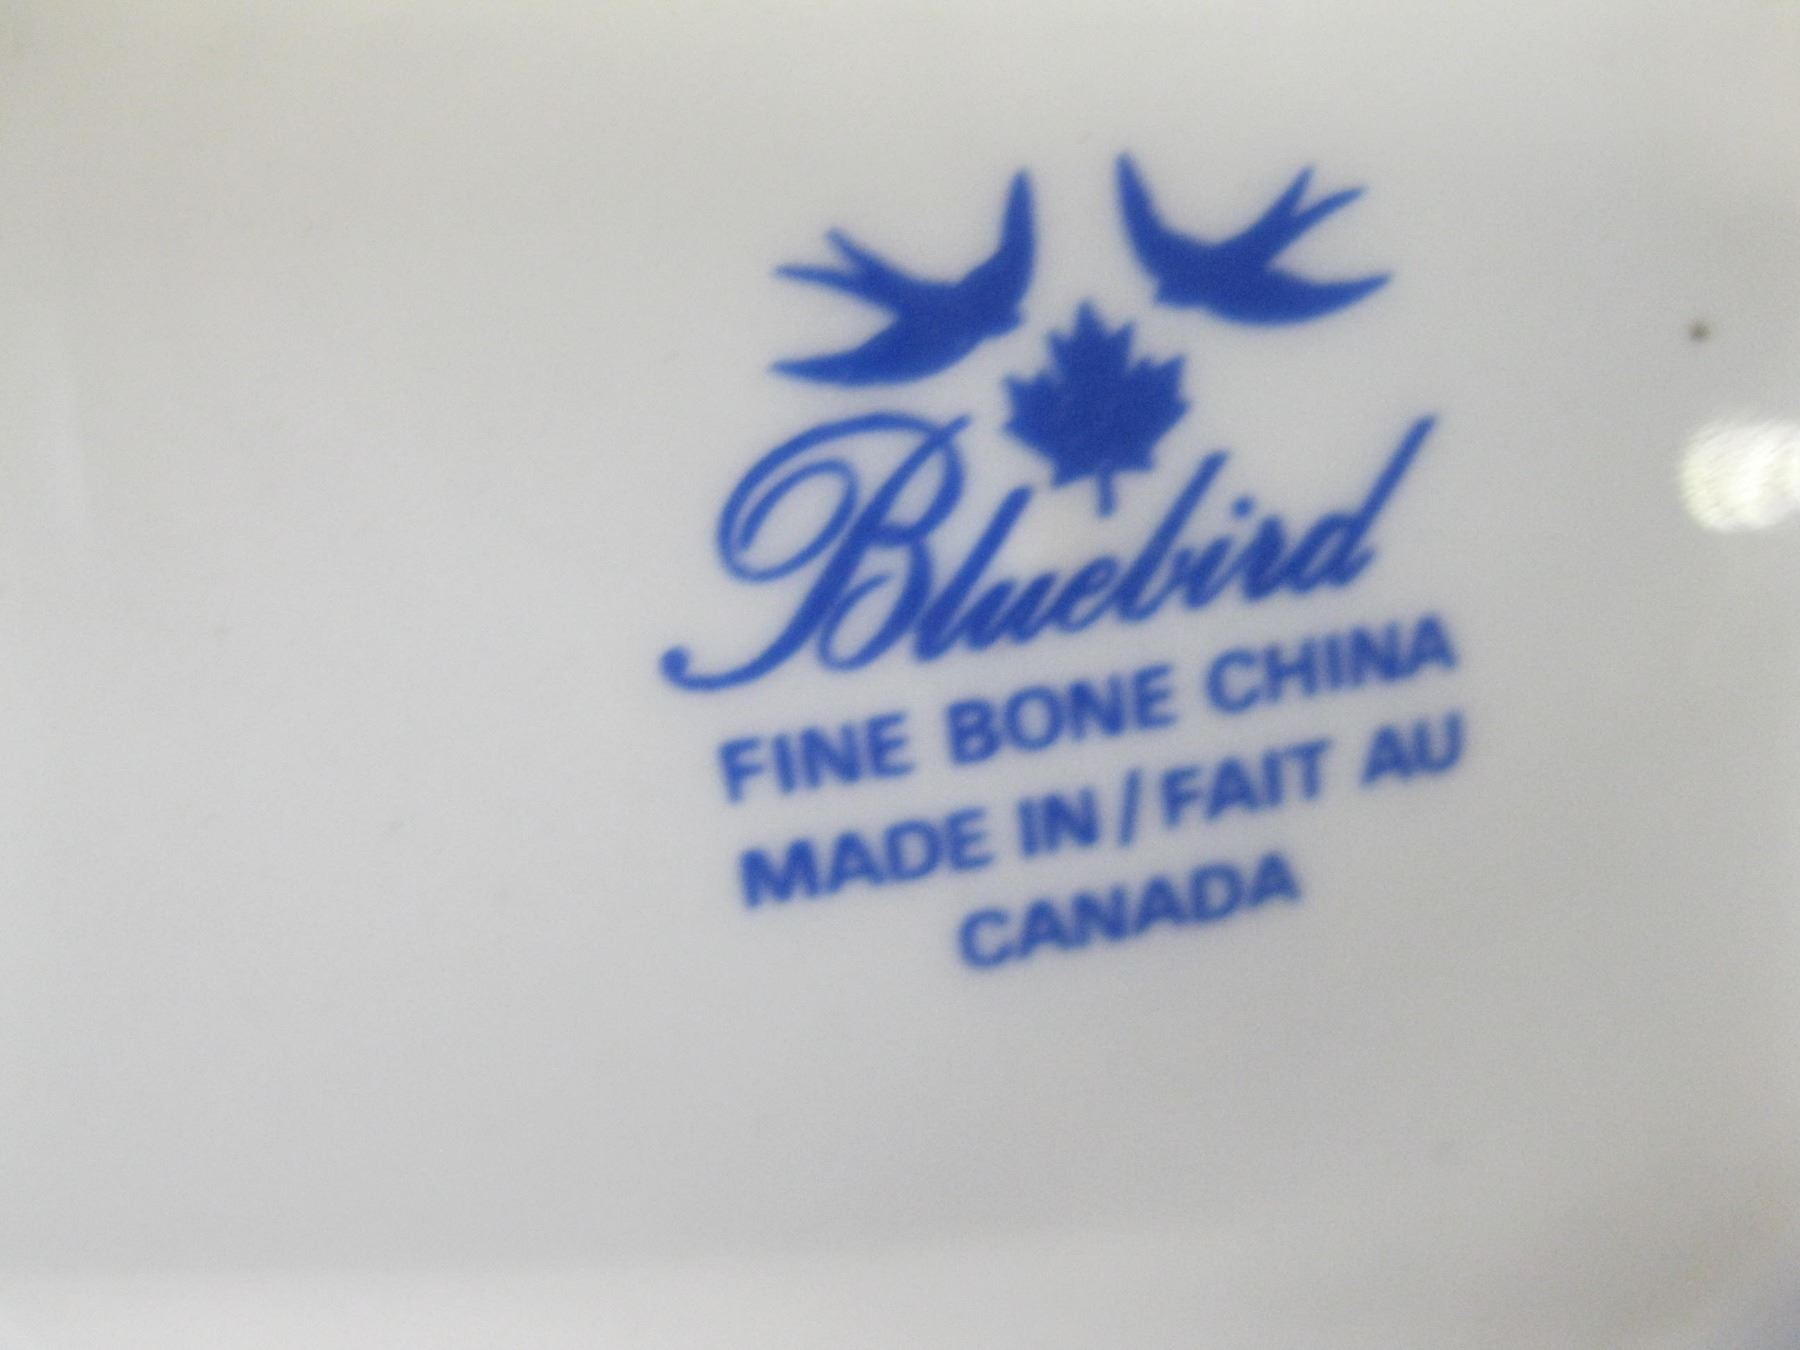 Bluebird
FINE BONE CHINA
MADE IN / FAIT AU
CANADA